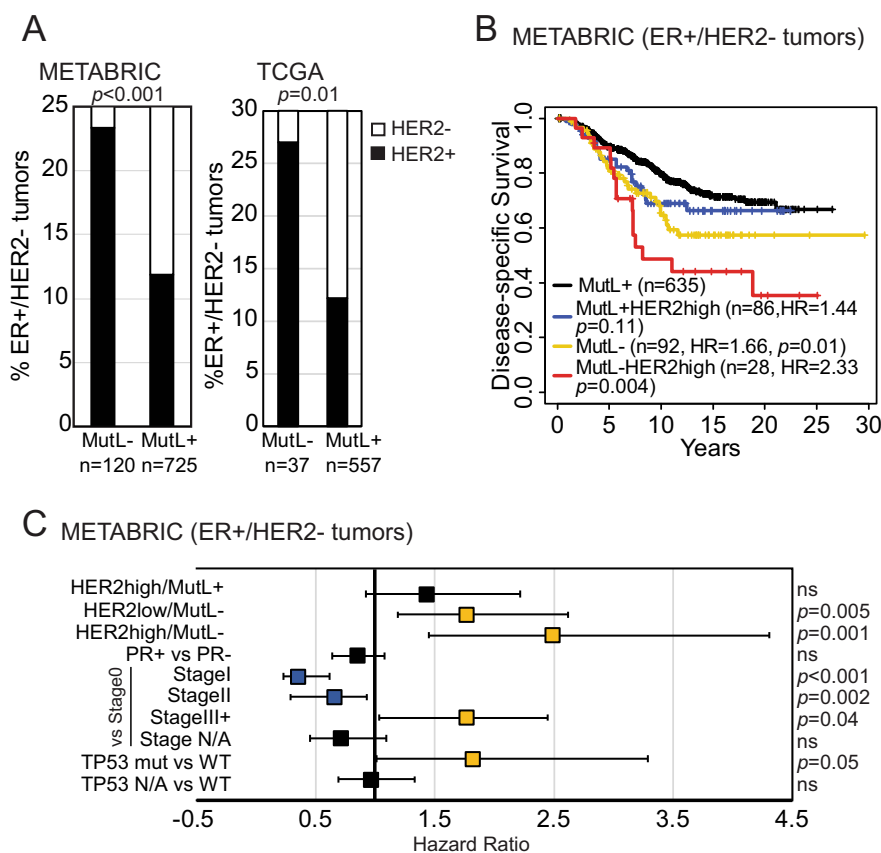 A
METABRIC
p<0.001
25
20
15
10
5
0
% ER+/HER2- tumors
MutL- MutL+
n=120 n=725
TCGA
p=0.01
30
25
20
15
10
5
0
%ER+/HER2- tumors
MutL- MutL+
n=37 n=557
HER2-
HER2+
B METABRIC (ER+/HER2- tumors)
Disease-specific Survival
1.0
0.8
0.6
0.4
0.2
0.0
MutL+ (n=635)
MutL+HER2high (n=86,HR=1.44
p=0.11)
MutL- (n=92, HR=1.66, p=0.01)
MutL-HER2high (n=28, HR=2.33
p=0.004)
0 5 10 15 20 25 30
Years
C METABRIC (ER+/HER2- tumors)
HER2high/MutL+ ns
HER2low/MutL- p=0.005
HER2high/MutL- p=0.001
PR+ vs PR- ns
vs Stage0
StageI p<0.001
StageII p=0.002
StageIII+ p=0.04
Stage N/A ns
TP53 mut vs WT p=0.05
TP53 N/A vs WT ns
-0.5 0.5 1.5 2.5 3.5 4.5
Hazard Ratio